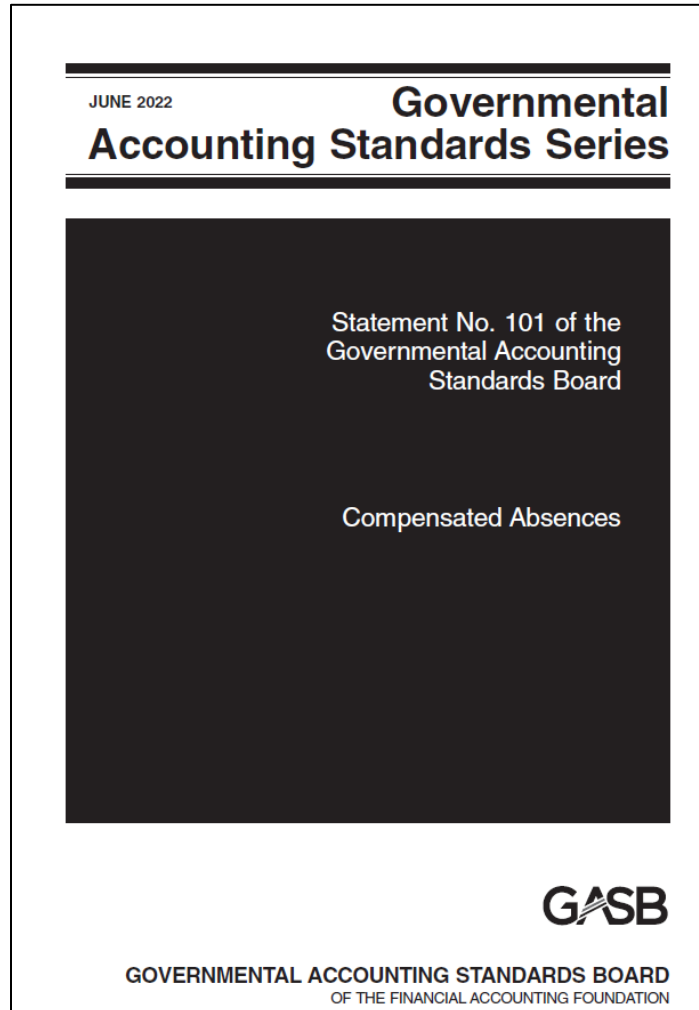 JUNE 2022
Governmental
Accounting Standards Series
Statement No. 101 of the
Governmental Accounting
Standards Board
Compensated Absences
GASB
GOVERNMENTAL ACCOUNTING STANDARDS BOARD
OF THE FINANCIAL ACCOUNTING FOUNDATION